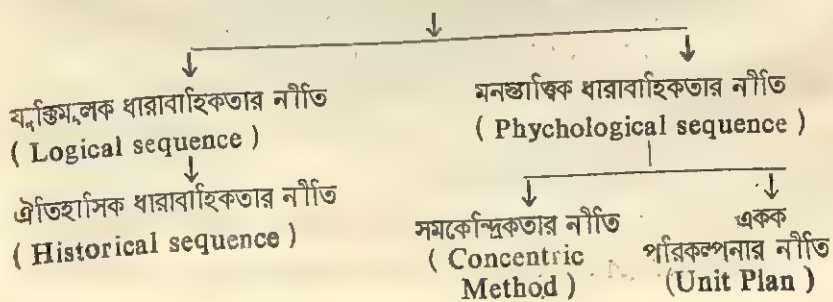 যুক্তিমূলক ধারাবাহিকতার নীতি
( Logical sequence )
ঐতিহাসিক ধারাবাহিকতার নীতি
( Historical sequence )
মনস্তাত্ত্বিক ধারাবাহিকতার নীতি
( Phychological sequence )
সমকেন্দ্রিকতার নীতি
( Concentric
Method )
একক
পরিকল্পনার নীতি
(Unit Plan )